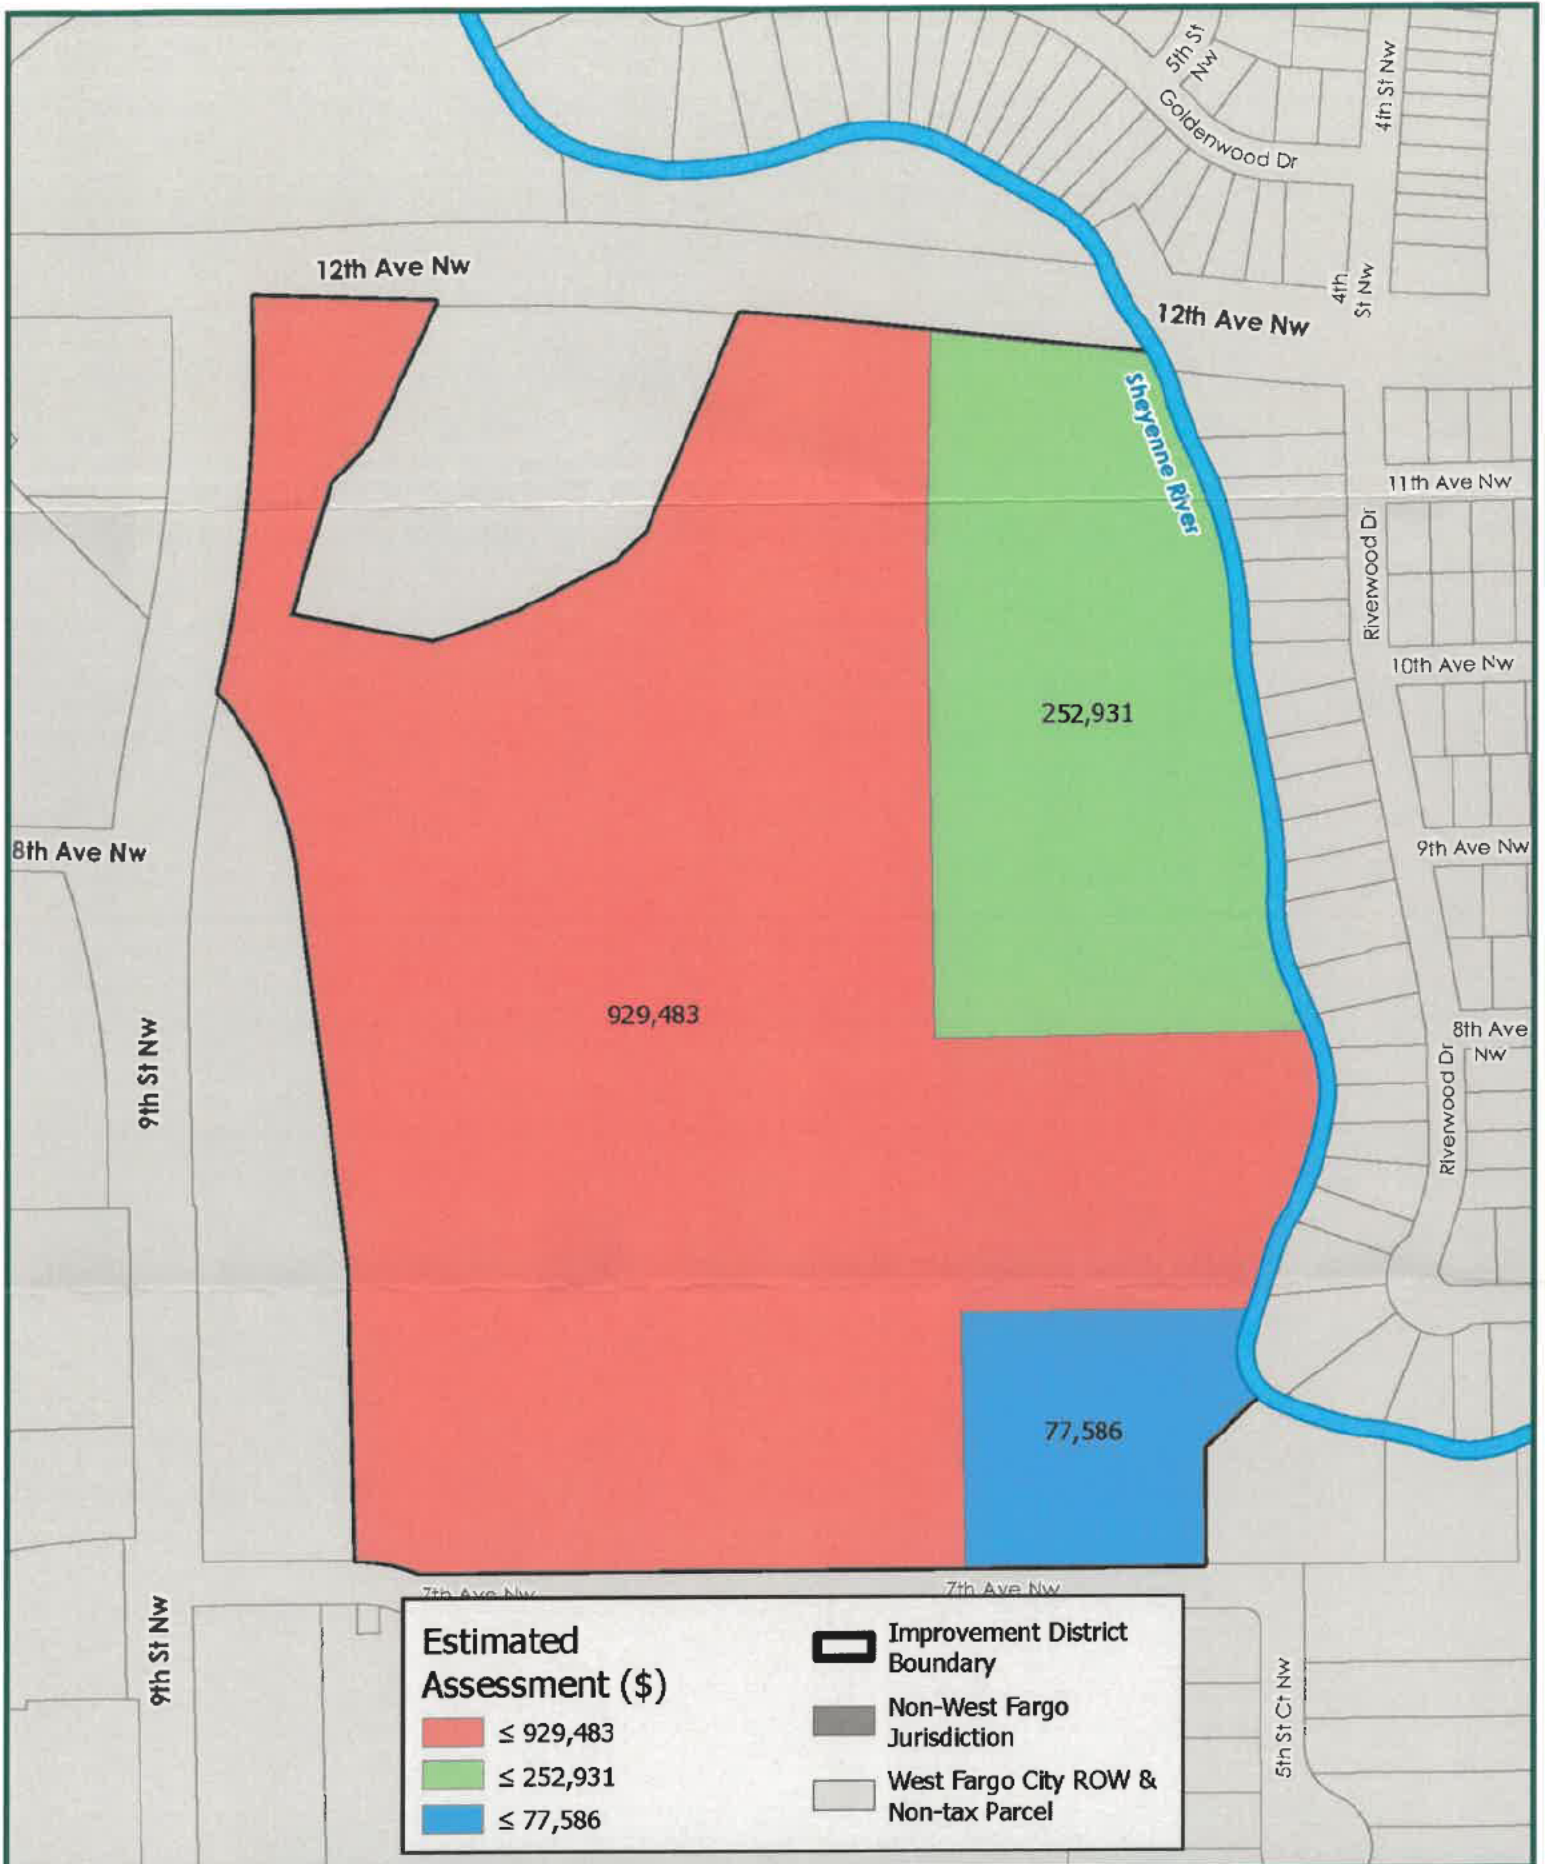 5th St
Nw
4th St Nw
Goldenwood Dr
12th Ave Nw
4th
St Nw
12th Ave Nw
Sheyenne River
11th Ave Nw
Riverwood Dr
10th Ave Nw
252,931
8th Ave Nw
9th Ave Nw
929,483
9th St Nw
8th Ave
Nw
Riverwood Dr
77,586
7th Ave Nw
7th Ave Nw
9th St Nw
5th St Ct Nw
Estimated
Assessment ($)
≤ 929,483
≤ 252,931
≤ 77,586
Improvement District
Boundary
Non-West Fargo
Jurisdiction
West Fargo City ROW &
Non-tax Parcel